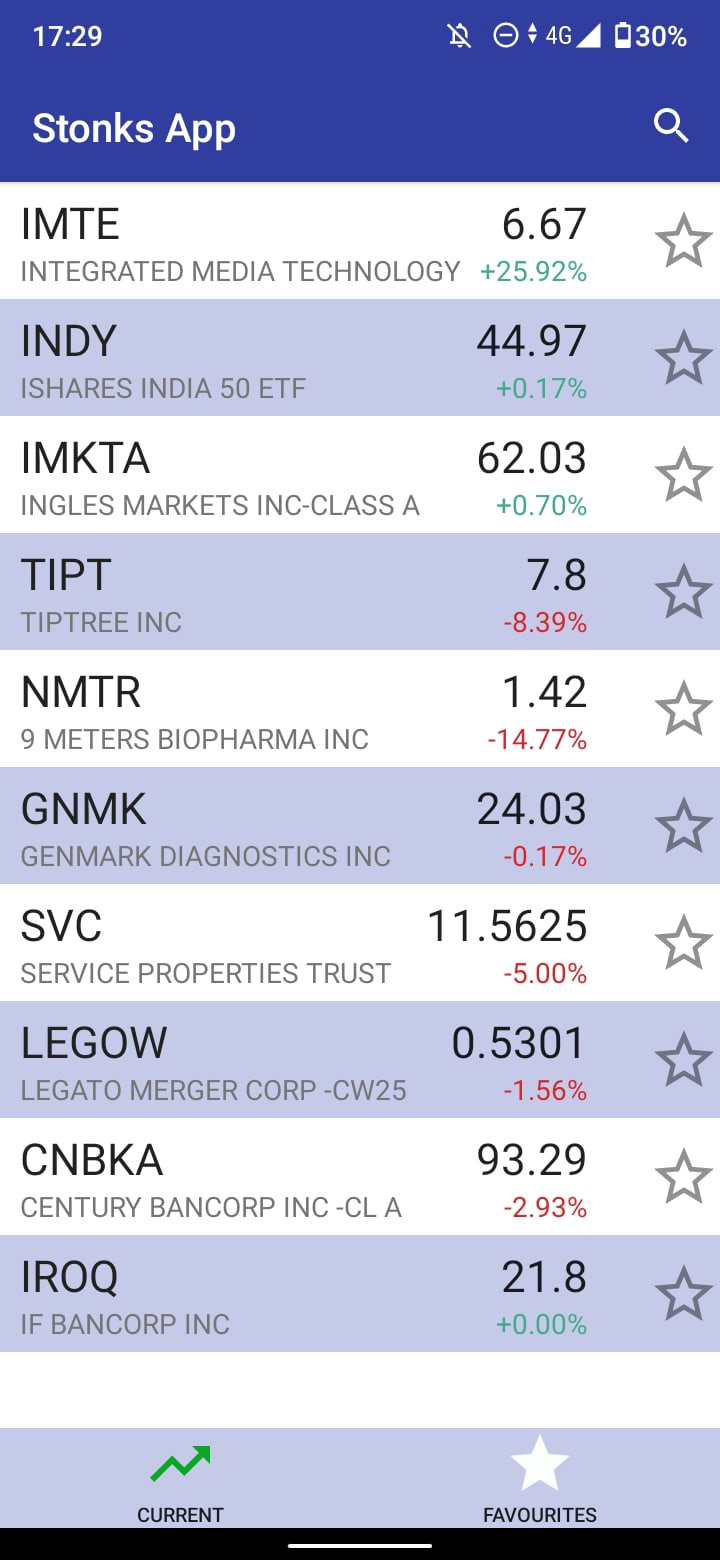 17:29 4G 30%
Stonks App
IMTE 6.67
INTEGRATED MEDIA TECHNOLOGY +25.92%
INDY 44.97
ISHARES INDIA 50 ETF +0.17%
IMKTA 62.03
INGLES MARKETS INC-CLASS A +0.70%
TIPT 7.8
TIPTREE INC -8.39%
NMTR 1.42
9 METERS BIOPHARMA INC -14.77%
GNMK 24.03
GENMARK DIAGNOSTICS INC -0.17%
SVC 11.5625
SERVICE PROPERTIES TRUST -5.00%
LEGOW 0.5301
LEGATO MERGER CORP -CW25 -1.56%
CNBKA 93.29
CENTURY BANCORP INC -CL A -2.93%
IROQ 21.8
IF BANCORP INC +0.00%
CURRENT FAVOURITES